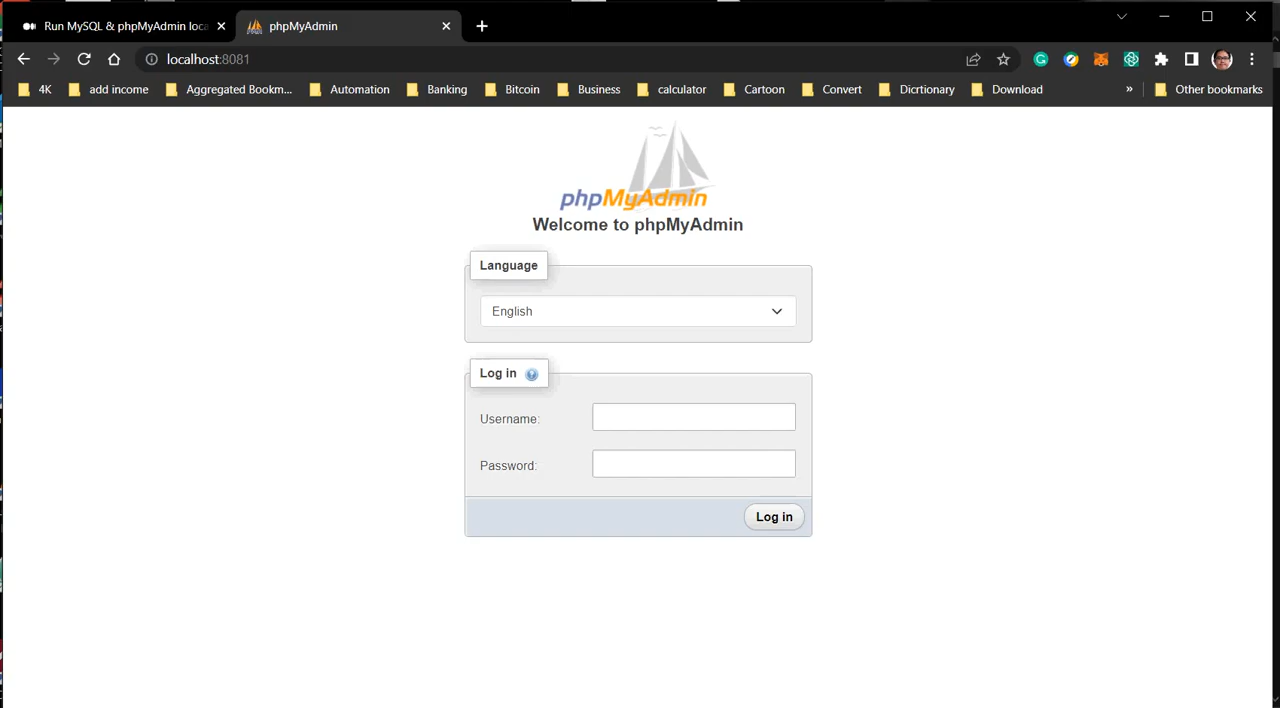 Run MySQL & phpMyAdmin loca
phpMyAdmin
localhost:8081
4K
add income
Aggregated Bookm...
Automation
Banking
Bitcoin
Business
calculator
Cartoon
Convert
Dicrtionary
Download
»
Other bookmarks
phpMyAdmin
Welcome to phpMyAdmin
Language
English
Log in
Username:
Password:
Log in